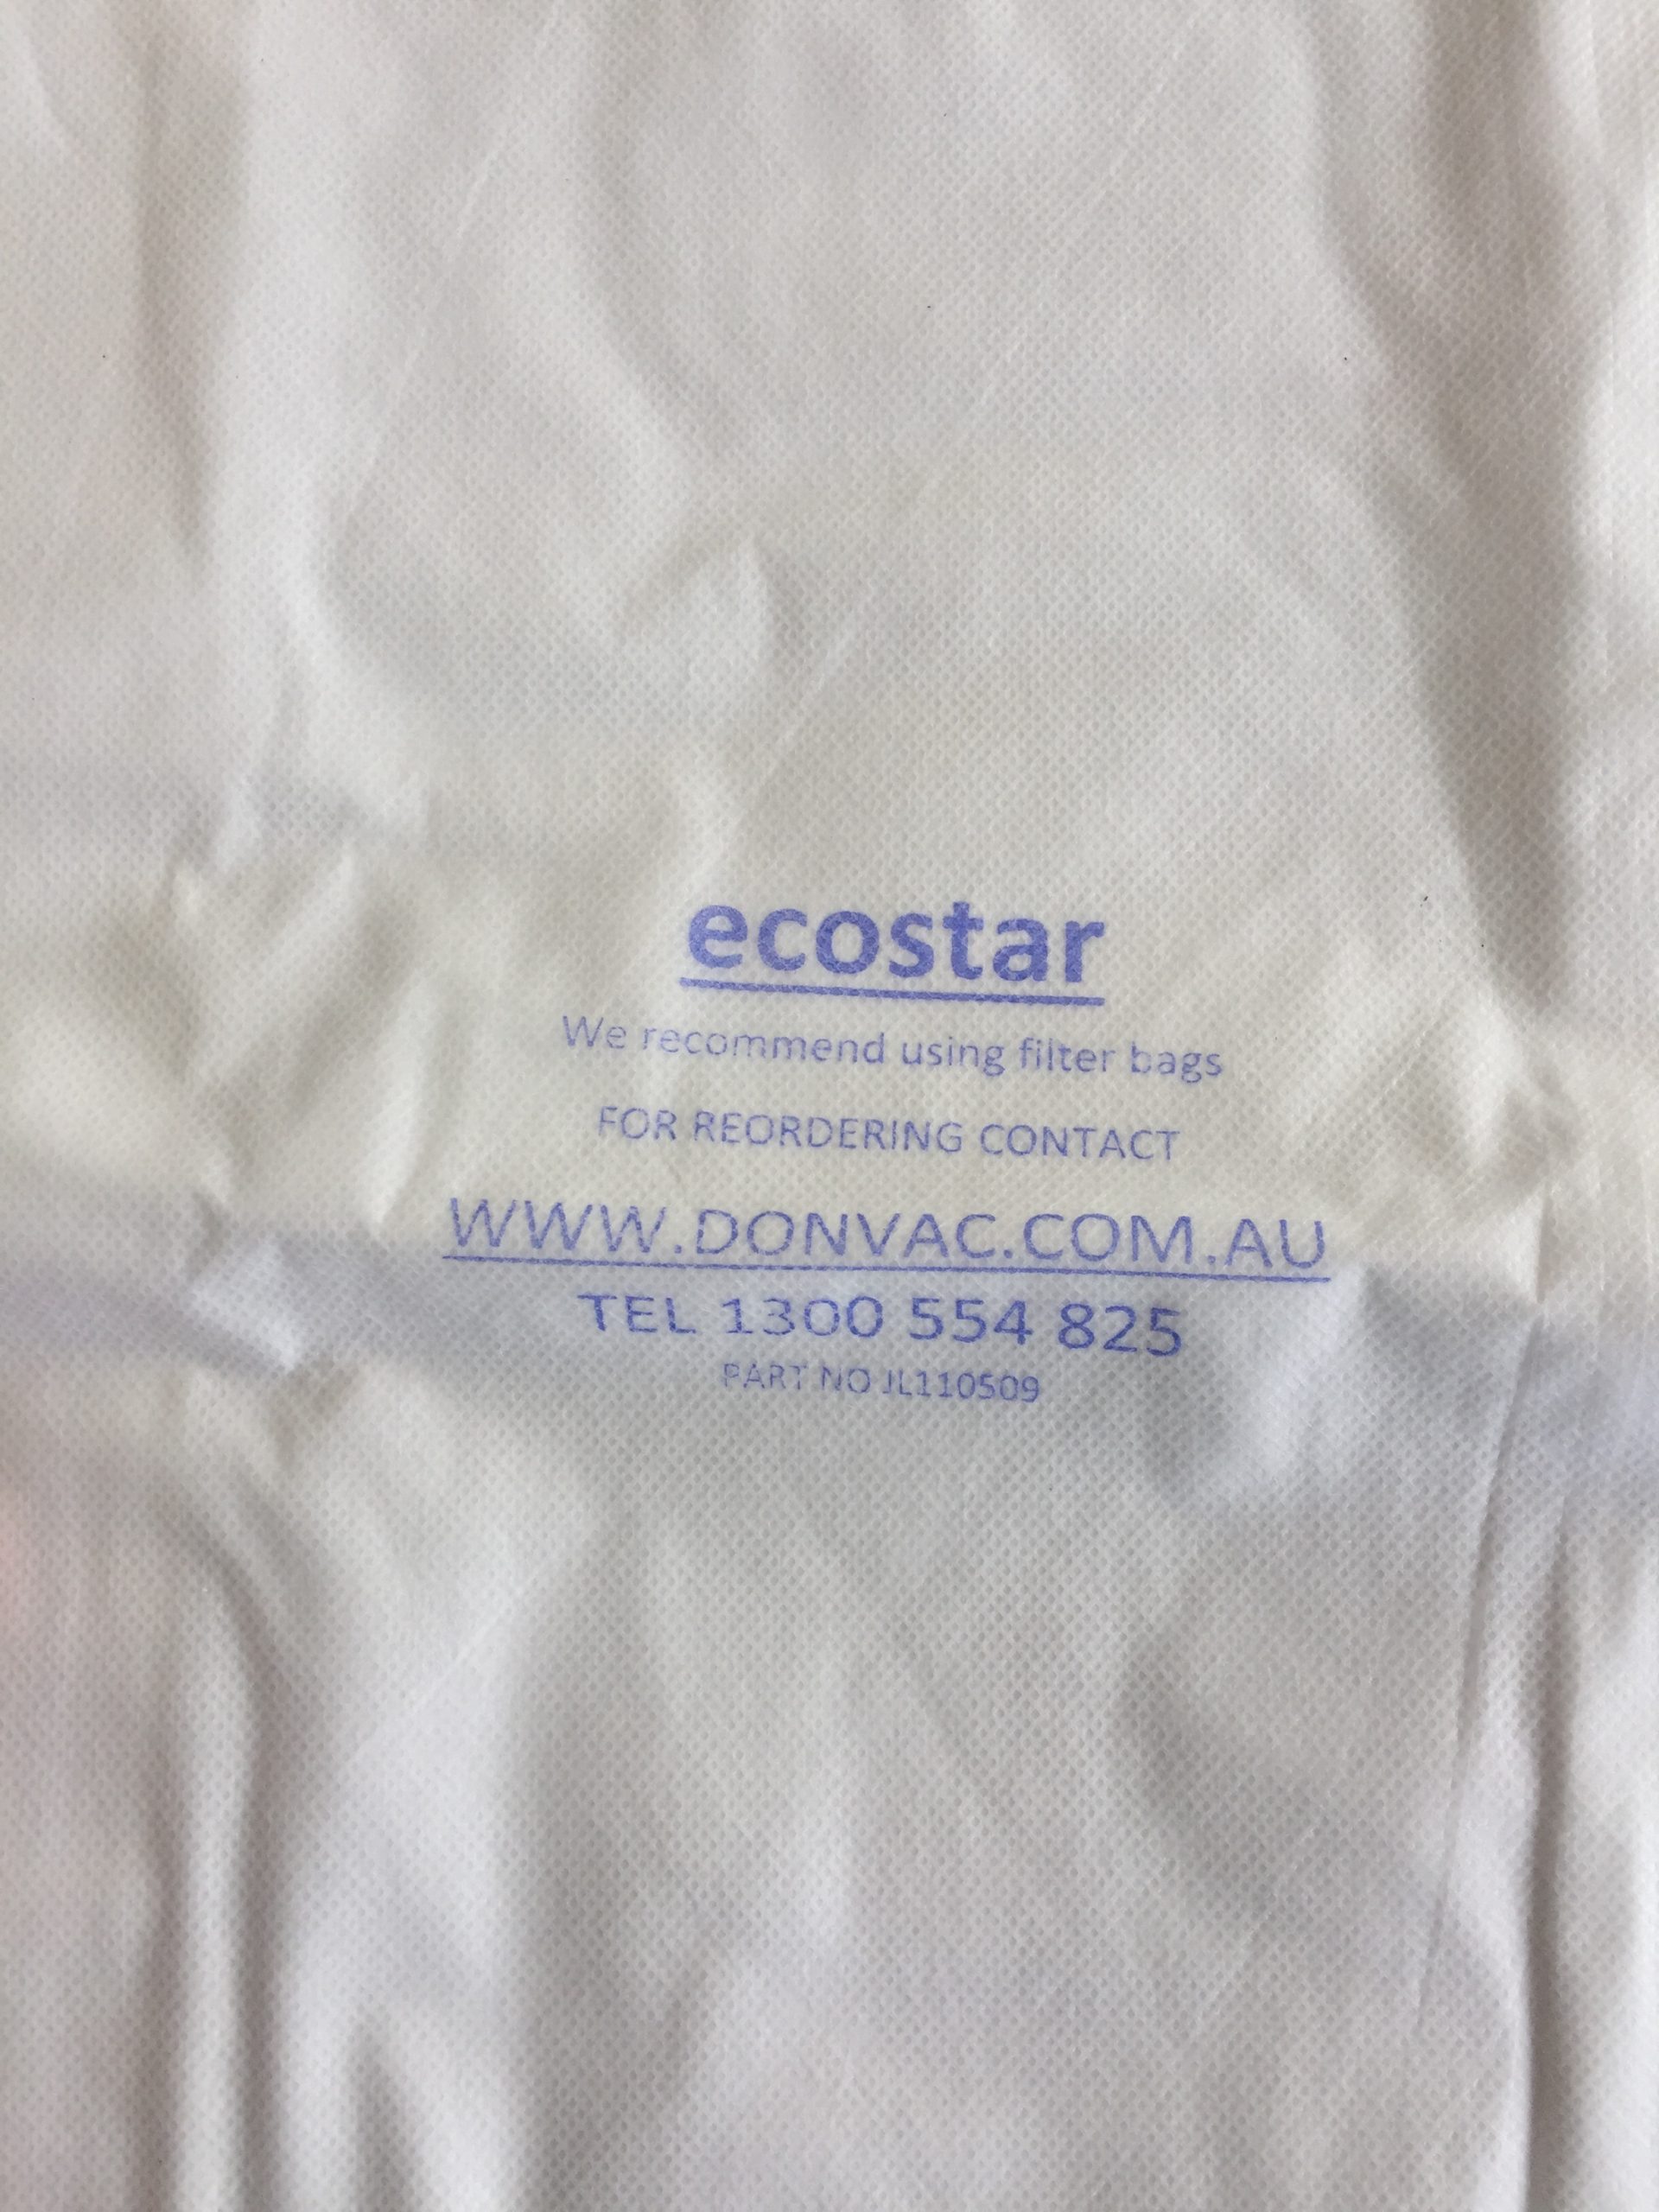 ecostar
We recommend using filter bags
FOR REORDERING CONTACT
WWW.DONVAC.COM.AU
TEL 1300 554 825
PART NO JL110509